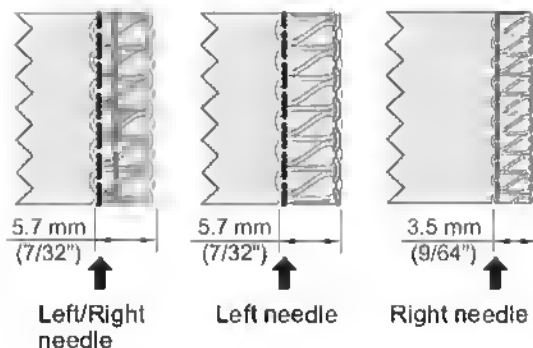 5.7 mm
(7/32")
5.7 mm
(7/32")
3.5 mm
(9/64")
Left/Right
needle
Left needle
Right needle